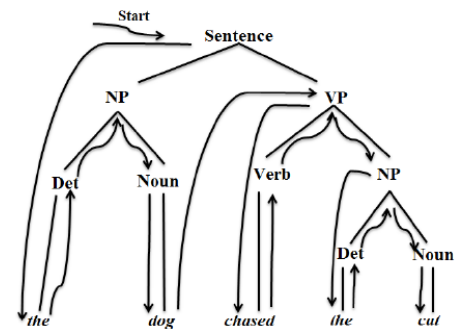 Start
Sentence
NP VP
Det Noun Verb NP
Det Noun
the dog chased the cat